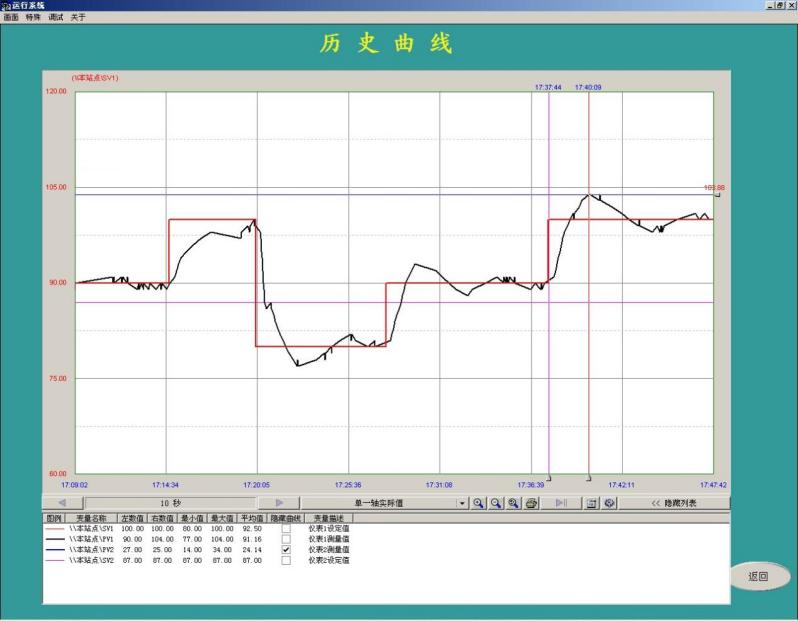 运行系统
画面 特殊 调试 关于
历史曲线
(\\本站点\SV1)
17:37:44 17:40:09
120.00
105.00
103.88
90.00
75.00
60.00
17:09:02 17:14:34 17:20:05 17:25:36 17:31:08 17:36:39 17:42:11 17:47:42
10 秒 单一轴实际值 << 隐藏列表
图例 变量名称 左数值 右数值 最小值 最大值 平均值 隐藏曲线 变量描述
\\本站点\SV1 100.00 100.00 80.00 100.00 92.50 仪表1设定值
\\本站点\PV1 90.00 104.00 77.00 104.00 91.16 仪表1测量值
\\本站点\PV2 27.00 25.00 14.00 34.00 24.14 仪表2测量值
\\本站点\SV2 87.00 87.00 87.00 87.00 87.00 仪表2设定值
返回